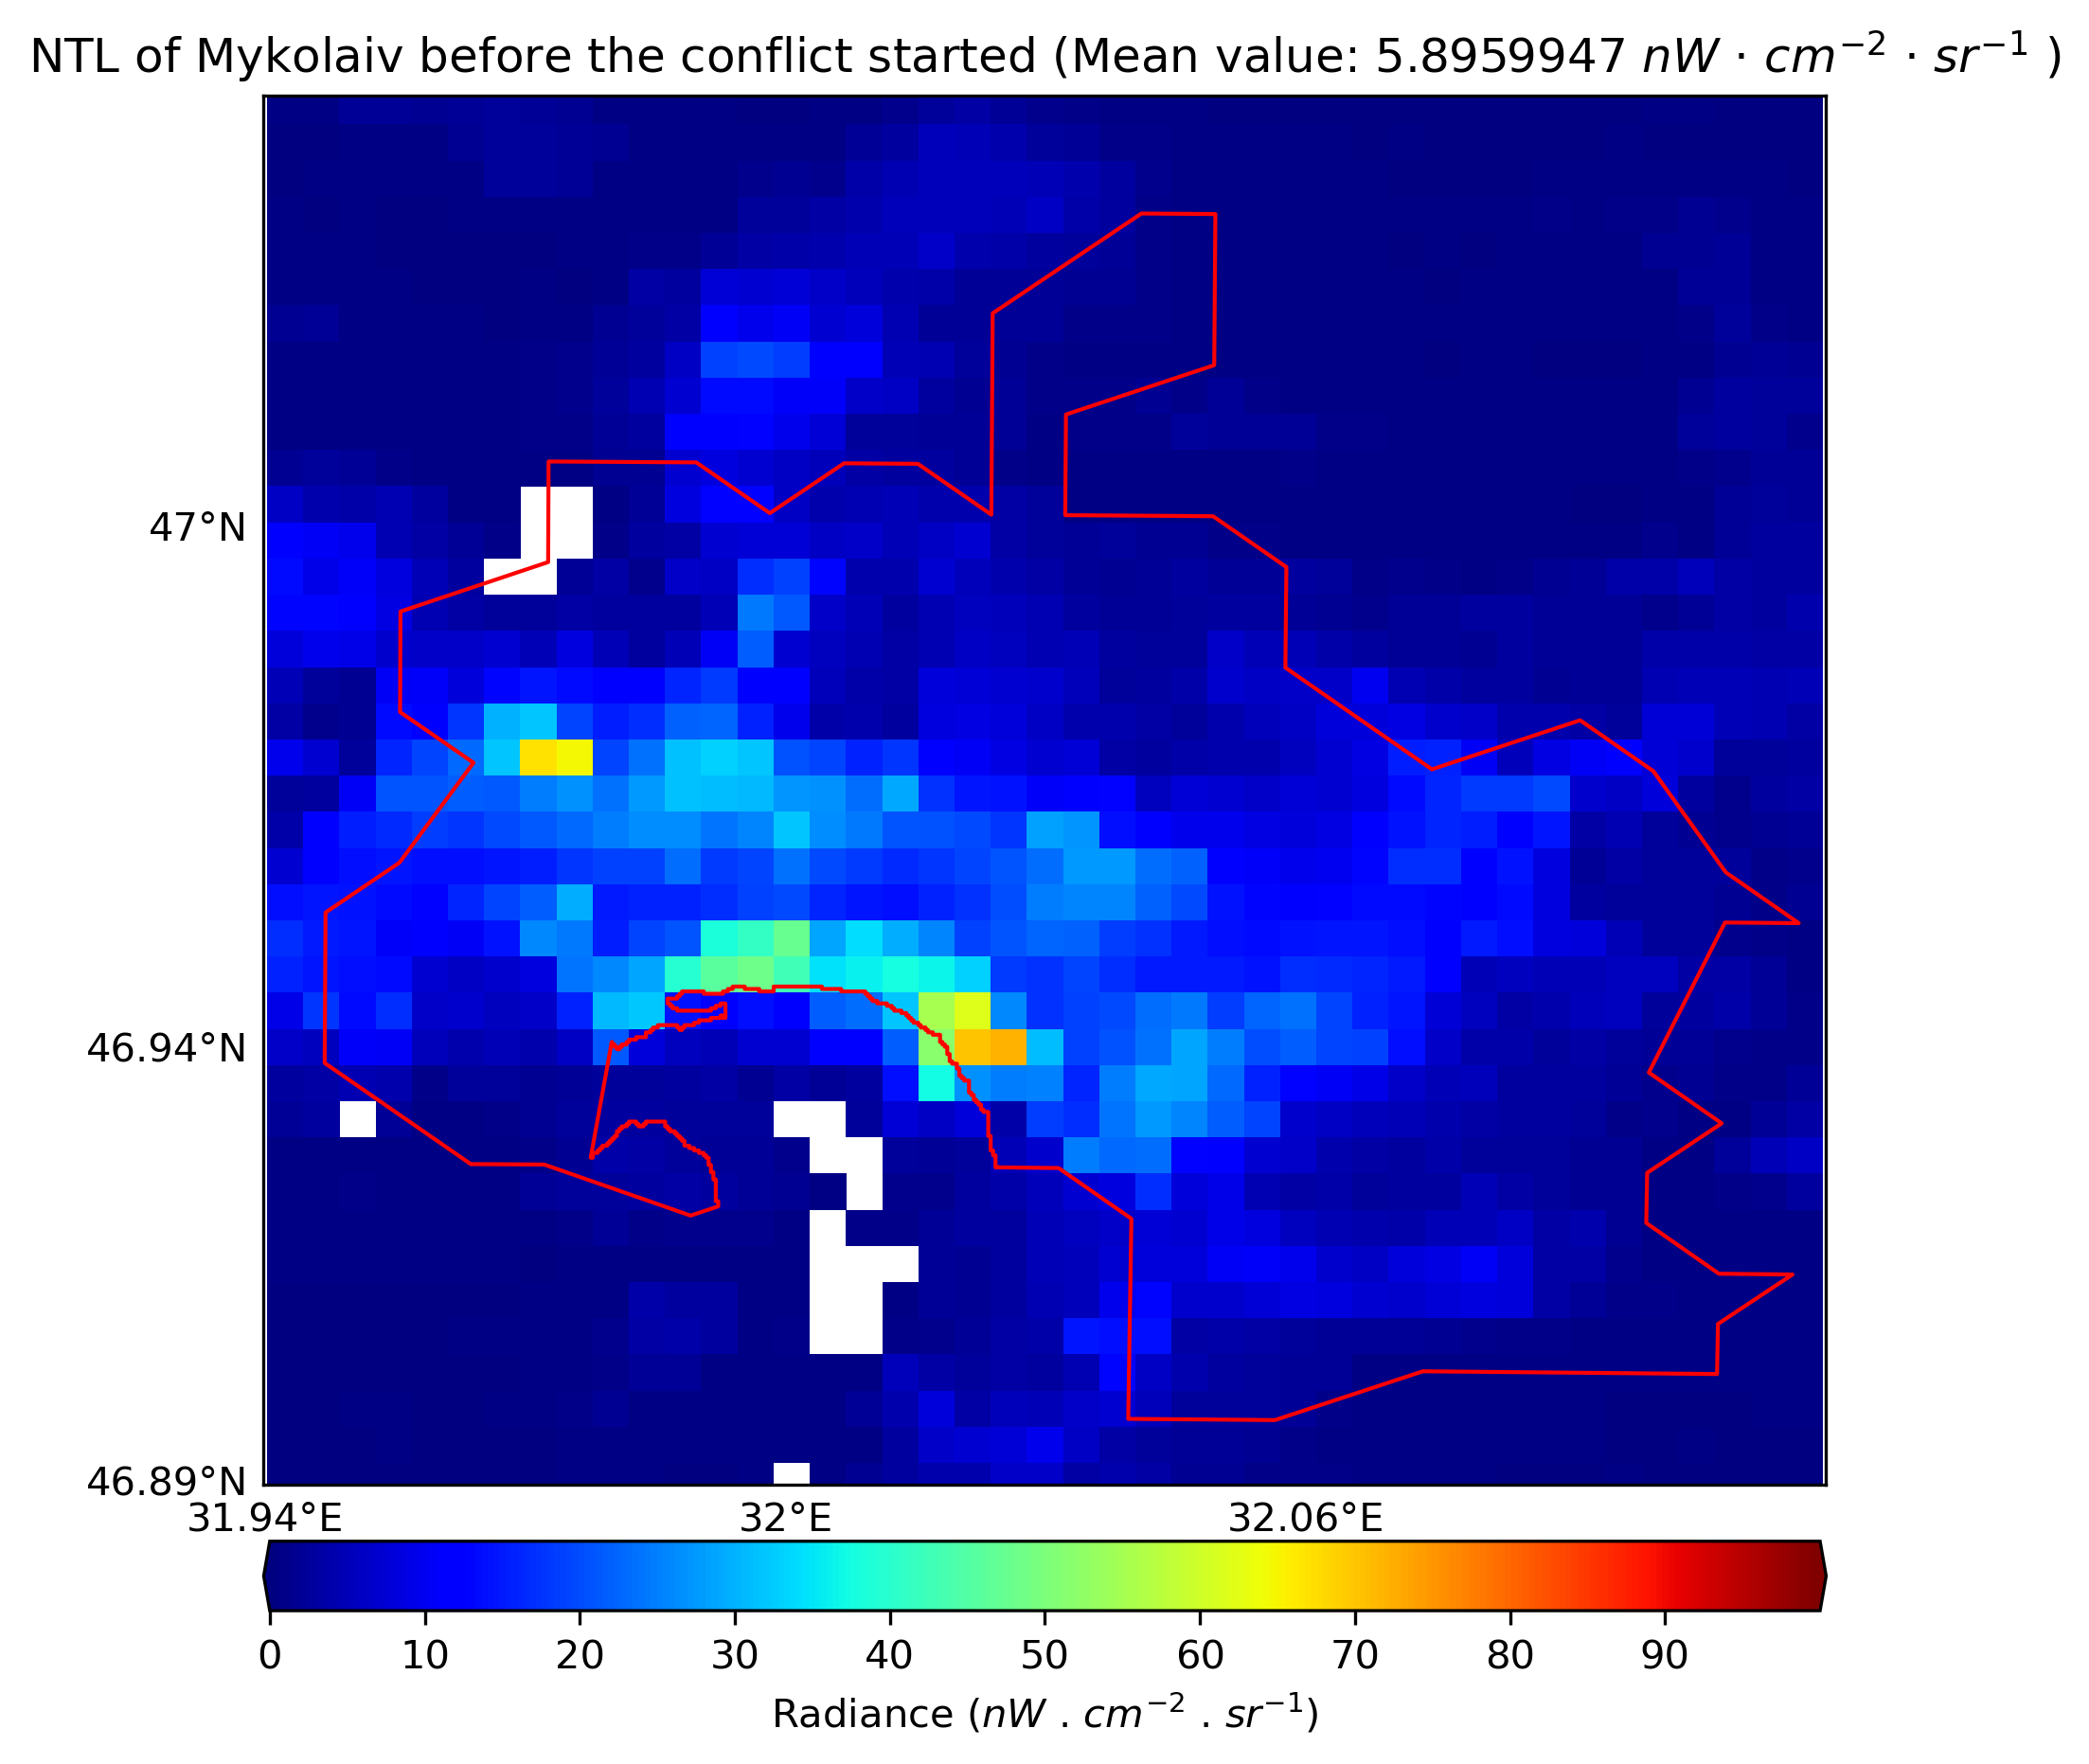 NTL of Mykolaiv before the conflict started (Mean value: 5.8959947 nW · cm⁻² · sr⁻¹ )
47°N
46.94°N
46.89°N
31.94°E 32°E 32.06°E
0 10 20 30 40 50 60 70 80 90
Radiance (nW . cm⁻² . sr⁻¹)